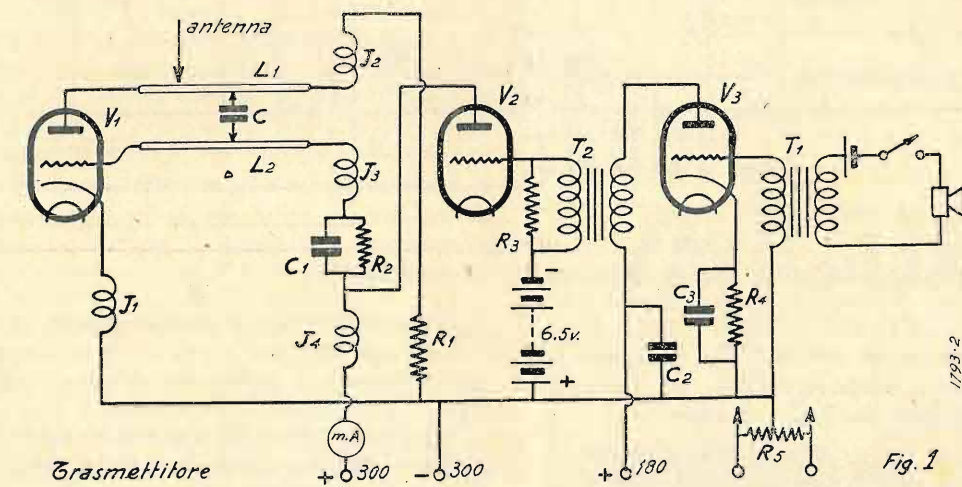 antenna
L1
J2
V1
C
V2
V3
T2
T1
L2
J3
C1
R2
R3
C3
R4
J1
J4
R1
-
6.5v.
+
C2
m.A
R5
Trasmettitore
+ 300
- 300
+ 180
Fig. 1
1793-2